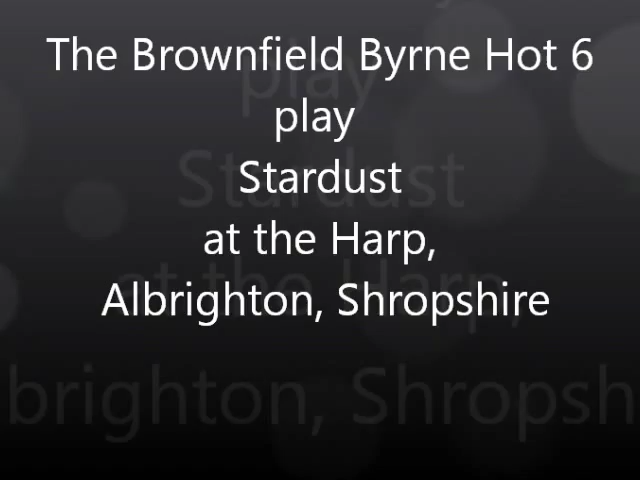 The Brownfield Byrne Hot 6
play
Stardust
at the Harp,
Albrighton, Shropshire